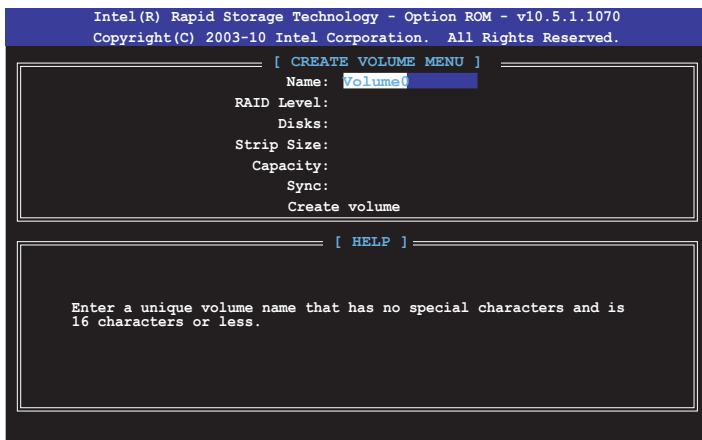 Intel(R) Rapid Storage Technology - Option ROM - v10.5.1.1070
Copyright(C) 2003-10 Intel Corporation.  All Rights Reserved.
[ CREATE VOLUME MENU ]
Name: Volume0
RAID Level:
Disks:
Strip Size:
Capacity:
Sync:
Create volume
[ HELP ]
Enter a unique volume name that has no special characters and is
16 characters or less.